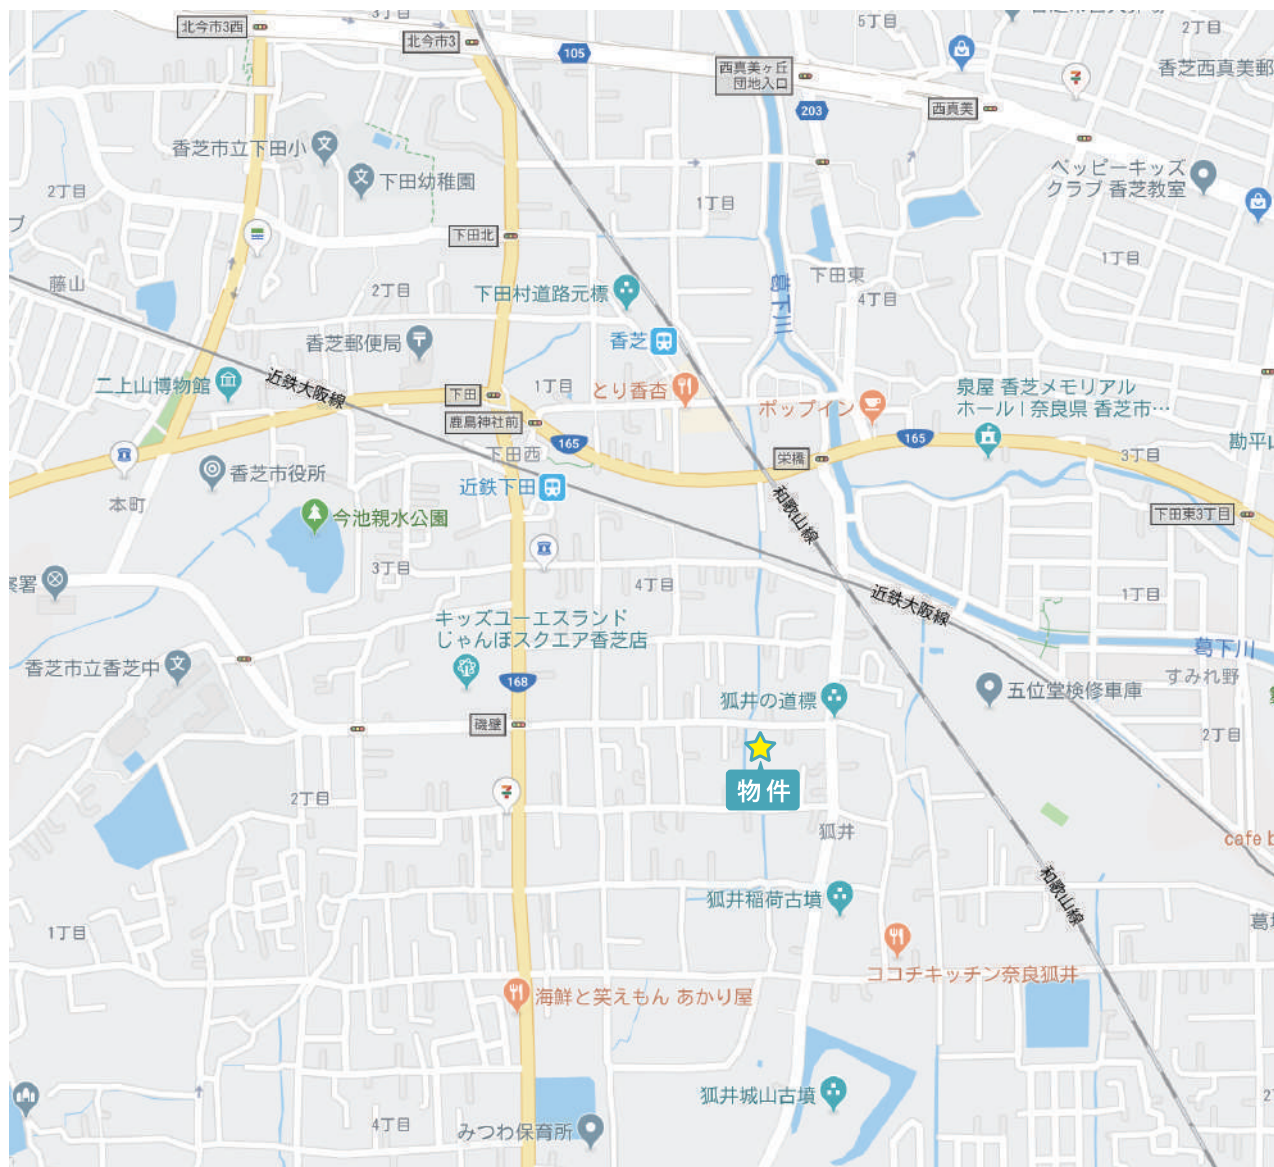 3丁目
5丁目
北今市3西
北今市3
105
西真美ヶ丘
団地入口
203
西真美
2丁目
香芝西真美郵
香芝市立下田小
下田幼稚園
2丁目
ペッピーキッズ
クラブ 香芝教室
1丁目
下田北
藤山
2丁目
下田村道路元標
葛下川
下田東
4丁目
1丁目
香芝郵便局
香芝
二上山博物館
近鉄大阪線
下田
1丁目
とり香杏
ポップイン
泉屋 香芝メモリアル
ホール | 奈良県 香芝市…
鹿島神社前
165
下田西
165
栄橋
3丁目
勘平山
香芝市役所
近鉄下田
本町
今池親水公園
和歌山線
下田東3丁目
3丁目
4丁目
察署
近鉄大阪線
1丁目
キッズユーエスランド
じゃんぼスクエア香芝店
葛下川
香芝市立香芝中
168
狐井の道標
五位堂検修車庫
すみれ野
磯壁
2丁目
物件
2丁目
狐井
cafe b
和歌山線
狐井稲荷古墳
1丁目
ココチキッチン奈良狐井
海鮮と笑えもん あかり屋
狐井城山古墳
4丁目
みつわ保育所